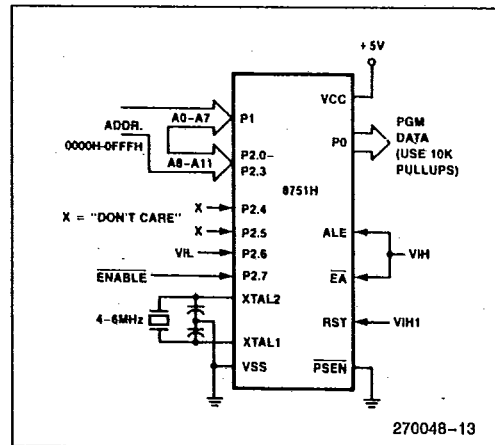 +5V
VCC
A0-A7
P1
PGM
DATA
(USE 10K
PULLUPS)
P0
ADDR.
0000H-0FFFH
A8-A11
P2.0-
P2.3
8751H
X
P2.4
X = "DON'T CARE"
X
P2.5
ALE
VIH
VIL
P2.6
EA
ENABLE
P2.7
XTAL2
4-6MHz
RST
VIH1
XTAL1
VSS
PSEN
270048-13